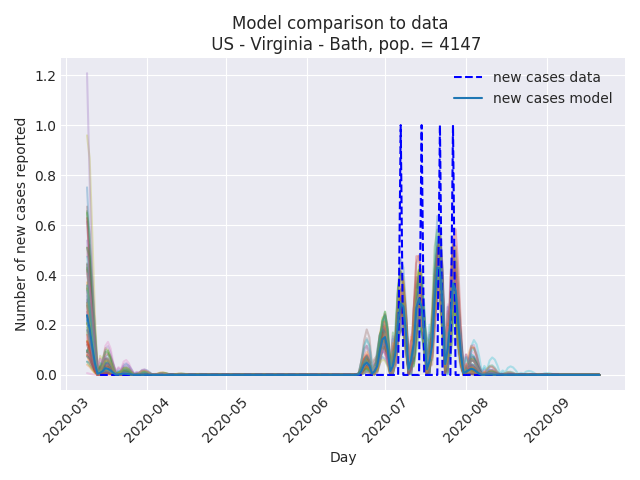 Model comparison to data
US - Virginia - Bath, pop. = 4147
new cases data
new cases model
Number of new cases reported
1.2
1.0
0.8
0.6
0.4
0.2
0.0
2020-03
2020-04
2020-05
2020-06
2020-07
2020-08
2020-09
Day